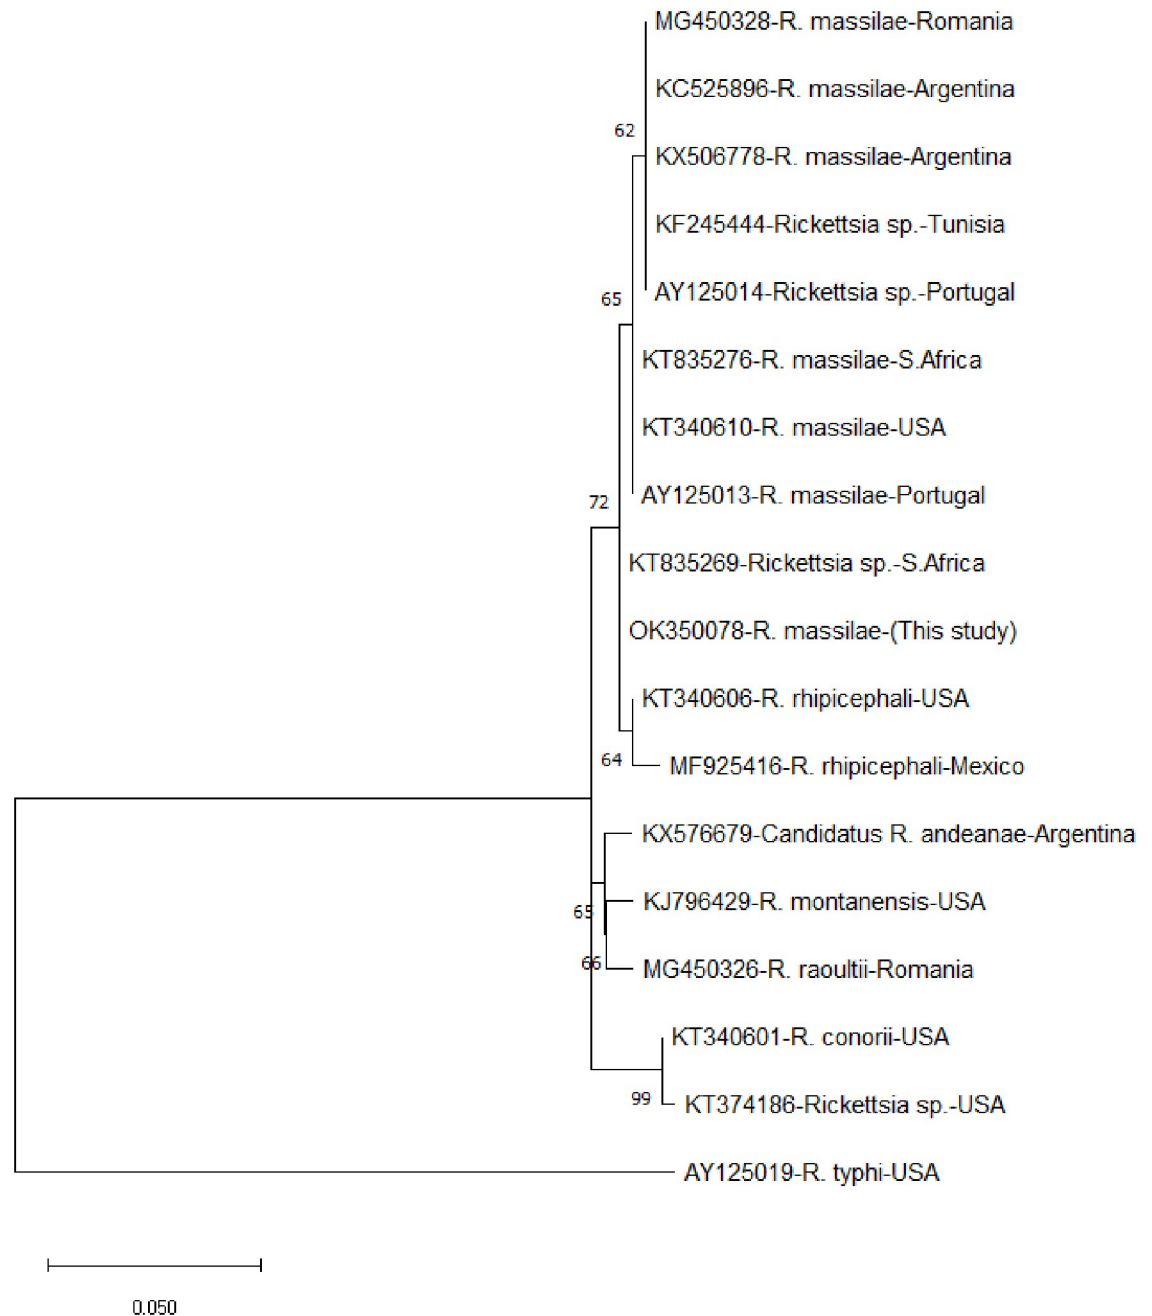 MG450328-R. massilae-Romania
KC525896-R. massilae-Argentina
62
KX506778-R. massilae-Argentina
KF245444-Rickettsia sp.-Tunisia
65
AY125014-Rickettsia sp.-Portugal
KT835276-R. massilae-S.Africa
KT340610-R. massilae-USA
72
AY125013-R. massilae-Portugal
KT835269-Rickettsia sp.-S.Africa
OK350078-R. massilae-(This study)
KT340606-R. rhipicephali-USA
64
MF925416-R. rhipicephali-Mexico
KX576679-Candidatus R. andeanae-Argentina
65
KJ796429-R. montanensis-USA
66
MG450326-R. raoultii-Romania
KT340601-R. conorii-USA
99
KT374186-Rickettsia sp.-USA
AY125019-R. typhi-USA
0.050